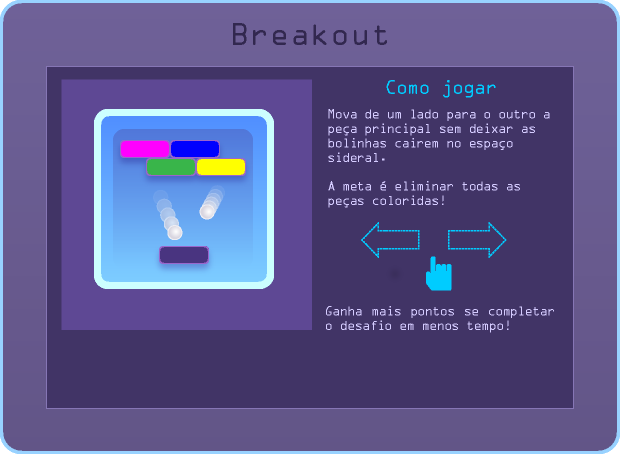 Breakout
Como jogar
Mova de um lado para o outro a
peça principal sem deixar as
bolinhas cairem no espaço
sideral.
A meta é eliminar todas as
peças coloridas!
Ganha mais pontos se completar
o desafio em menos tempo!